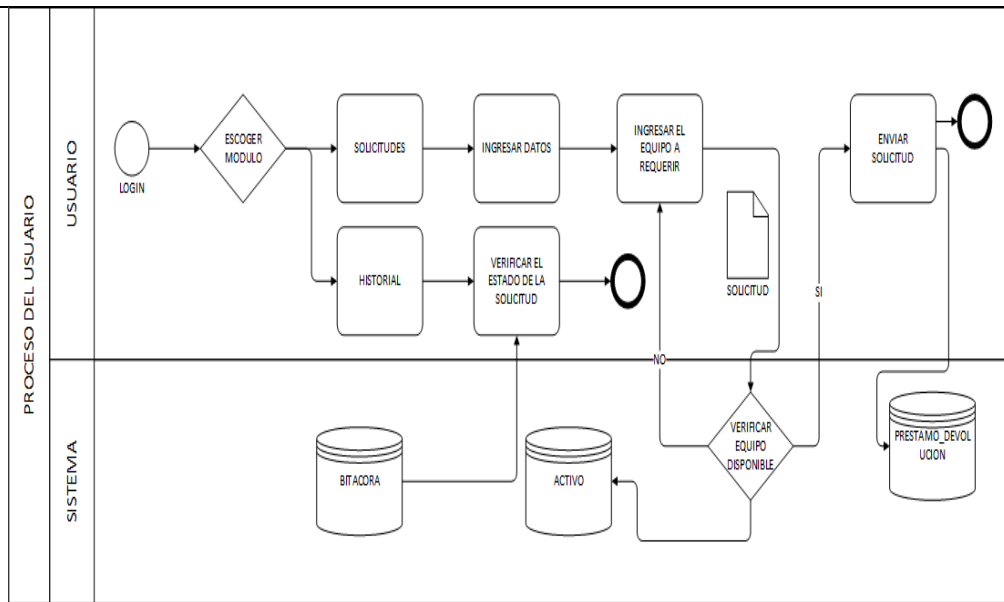 PROCESO DEL USUARIO
USUARIO
LOGIN
ESCOGER
MODULO
SOLICITUDES
INGRESAR DATOS
INGRESAR EL
EQUIPO A
REQUERIR
ENVIAR
SOLICITUD
HISTORIAL
VERIFICAR EL
ESTADO DE LA
SOLICITUD
SOLICITUD
SI
NO
SISTEMA
BITACORA
ACTIVO
VERIFICAR
EQUIPO
DISPONIBLE
PRESTAMO_DEVOL
UCION